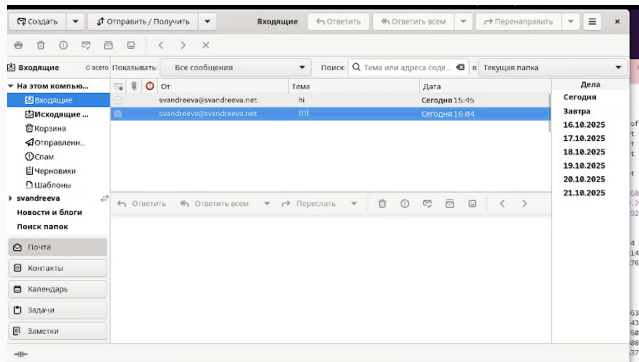 Создать Отправить / Получить Входящие Ответить Ответить всем Перенаправить
Входящие 0 всего Показывать: Все сообщения Поиск: Тема или адреса соде... в Текущая папка
На этом компью...
Входящие
Исходящие ...
Корзина
Отправленн...
Спам
Черновики
Шаблоны
svandreeva
Новости и блоги
Поиск папок
Почта
Контакты
Календарь
Задачи
Заметки
От Тема Дата
svandreeva@svandreeva.net hi Сегодня 15:45
svandreeva@svandreeva.net Сегодня 16:04
Ответить Ответить всем Переслать
Дела
Сегодня
Завтра
16.10.2025
17.10.2025
18.10.2025
19.10.2025
20.10.2025
21.10.2025